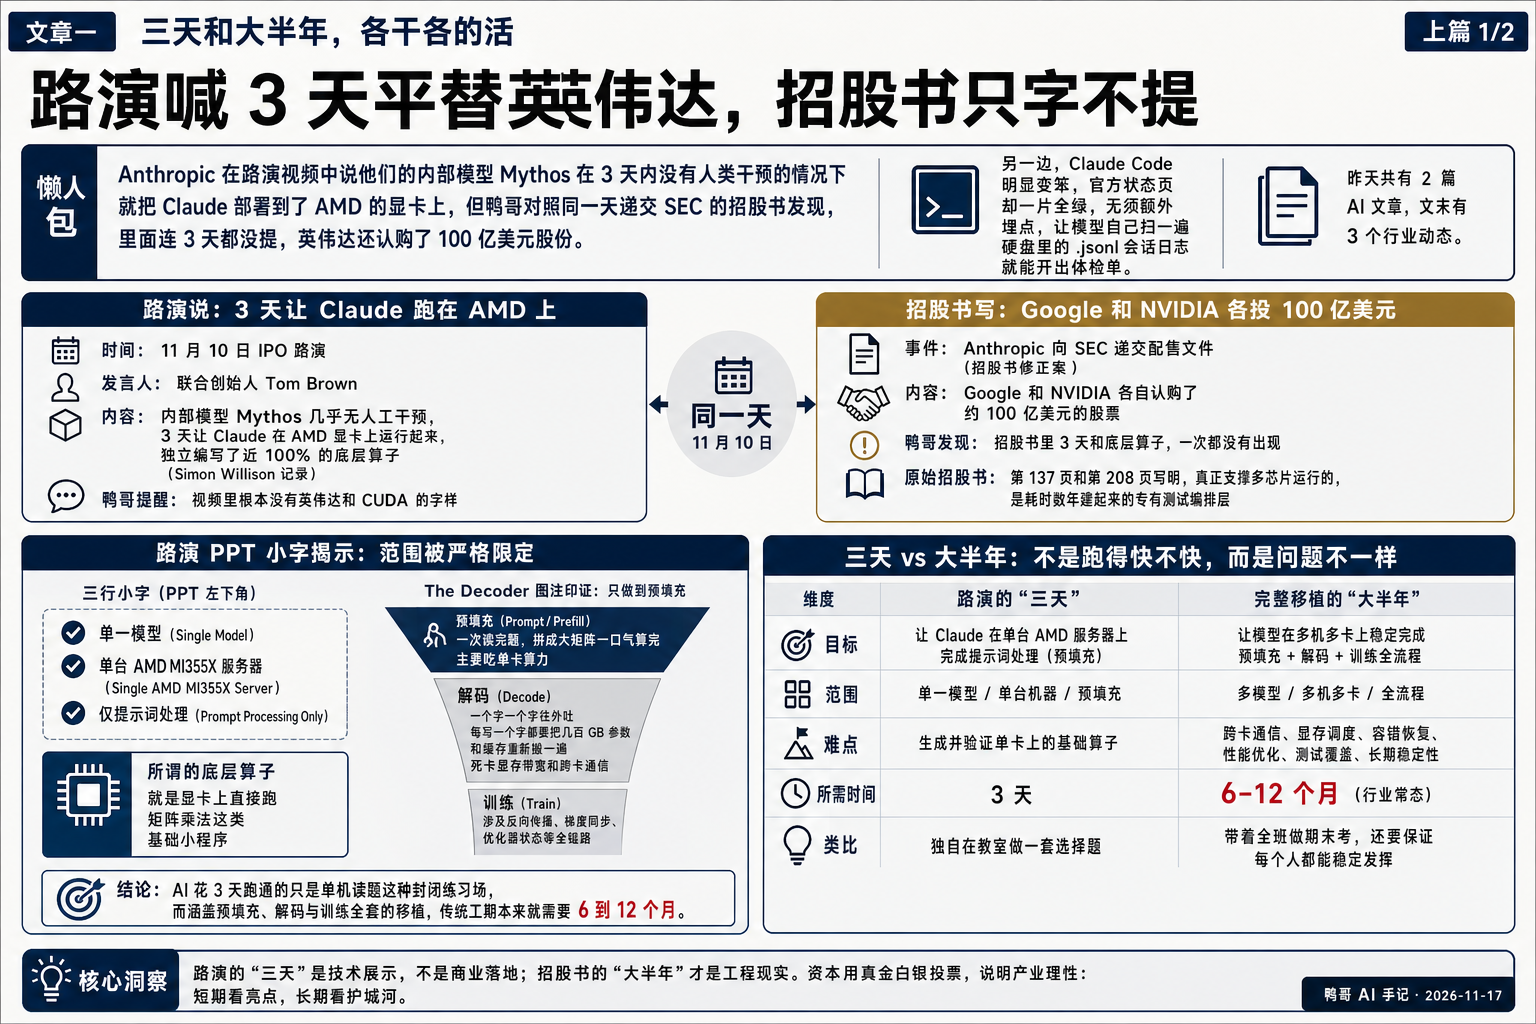 文章一
三天和大半年，各干各的活
上篇 1/2
路演喊 3 天平替英伟达，招股书只字不提
懒人
包
Anthropic 在路演视频中说他们的内部模型 Mythos 在 3 天内没有人类干预的情况下
就把 Claude 部署到了 AMD 的显卡上，但鸭哥对照同一天递交 SEC 的招股书发现，
里面连 3 天都没提，英伟达还认购了 100 亿美元股份。
另一边，Claude Code
明显变笨，官方状态页
却一片全绿，无须额外
埋点，让模型自己扫一遍
硬盘里的 .jsonl 会话日志
就能开出体检单。
昨天共有 2 篇
AI 文章，文末有
3 个行业动态。
路演说：3 天让 Claude 跑在 AMD 上
时间： 11 月 10 日 IPO 路演
发言人： 联合创始人 Tom Brown
内容： 内部模型 Mythos 几乎无人工干预，
3 天让 Claude 在 AMD 显卡上运行起来，
独立编写了近 100% 的底层算子
（Simon Willison 记录）
鸭哥提醒： 视频里根本没有英伟达和 CUDA 的字样
同一天
11 月 10 日
招股书写：Google 和 NVIDIA 各投 100 亿美元
事件： Anthropic 向 SEC 递交配售文件
（招股书修正案）
内容： Google 和 NVIDIA 各自认购了
约 100 亿美元的股票
鸭哥发现： 招股书里 3 天和底层算子，一次都没有出现
原始招股书： 第 137 页和第 208 页写明，真正支撑多芯片运行的，
是耗时数年建起来的专有测试编排层
路演 PPT 小字揭示：范围被严格限定
三行小字（PPT 左下角）
单一模型（Single Model）
单台 AMD MI355X 服务器
（Single AMD MI355X Server）
仅提示词处理（Prompt Processing Only）
所谓的底层算子
就是显卡上直接跑
矩阵乘法这类
基础小程序
The Decoder 图注印证：只做到预填充
预填充（Prompt / Prefill）
一次读完题，拼成大矩阵一口气算完
主要吃单卡算力
解码（Decode）
一个字一个字往外吐
每写一个字都要把几百 GB 参数
和缓存重新搬一遍
死卡显存带宽和跨卡通信
训练（Train）
涉及反向传播、梯度同步、
优化器状态等全链路
结论： AI 花 3 天跑通的只是单机读题这种封闭练习场，
而涵盖预填充、解码与训练全套的移植，传统工期本来就需要 6 到 12 个月。
三天 vs 大半年：不是跑得快不快，而是问题不一样
维度 路演的“三天” 完整移植的“大半年”
目标 让 Claude 在单台 AMD 服务器上
完成提示词处理（预填充）
让模型在多机多卡上稳定完成
预填充 + 解码 + 训练全流程
范围 单一模型 / 单台机器 / 预填充 多模型 / 多机多卡 / 全流程
难点 生成并验证单卡上的基础算子
跨卡通信、显存调度、容错恢复、
性能优化、测试覆盖、长期稳定性
所需时间 3 天 6–12 个月（行业常态）
类比 独自在教室做一套选择题
带着全班做期末考，还要保证
每个人都能稳定发挥
核心洞察
路演的“三天”是技术展示，不是商业落地；招股书的“大半年”才是工程现实。资本用真金白银投票，说明产业理性：
短期看亮点，长期看护城河。
鸭哥 AI 手记 · 2026-11-17